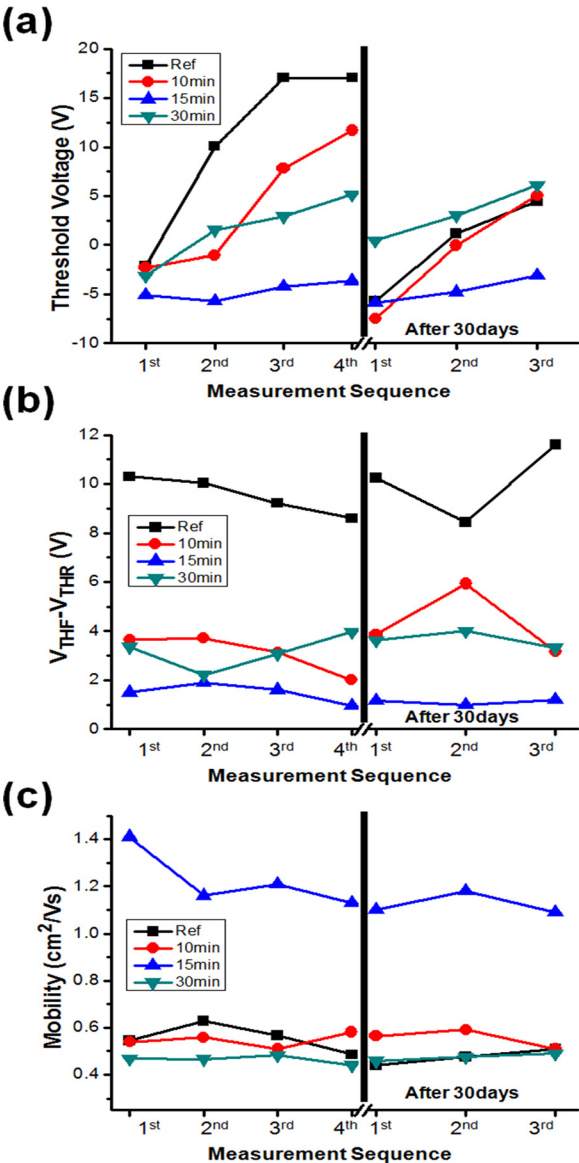 (a)
20
15
10
5
0
-5
-10
Threshold Voltage (V)
Ref
10min
15min
30min
After 30days
1st 2nd 3rd 4th 1st 2nd 3rd
Measurement Sequence
(b)
12
10
8
6
4
2
0
VTHF-VTHR (V)
Ref
10min
15min
30min
After 30days
1st 2nd 3rd 4th 1st 2nd 3rd
Measurement Sequence
(c)
1.4
1.2
1.0
0.8
0.6
0.4
Mobility (cm2/Vs)
Ref
10min
15min
30min
After 30days
1st 2nd 3rd 4th 1st 2nd 3rd
Measurement Sequence